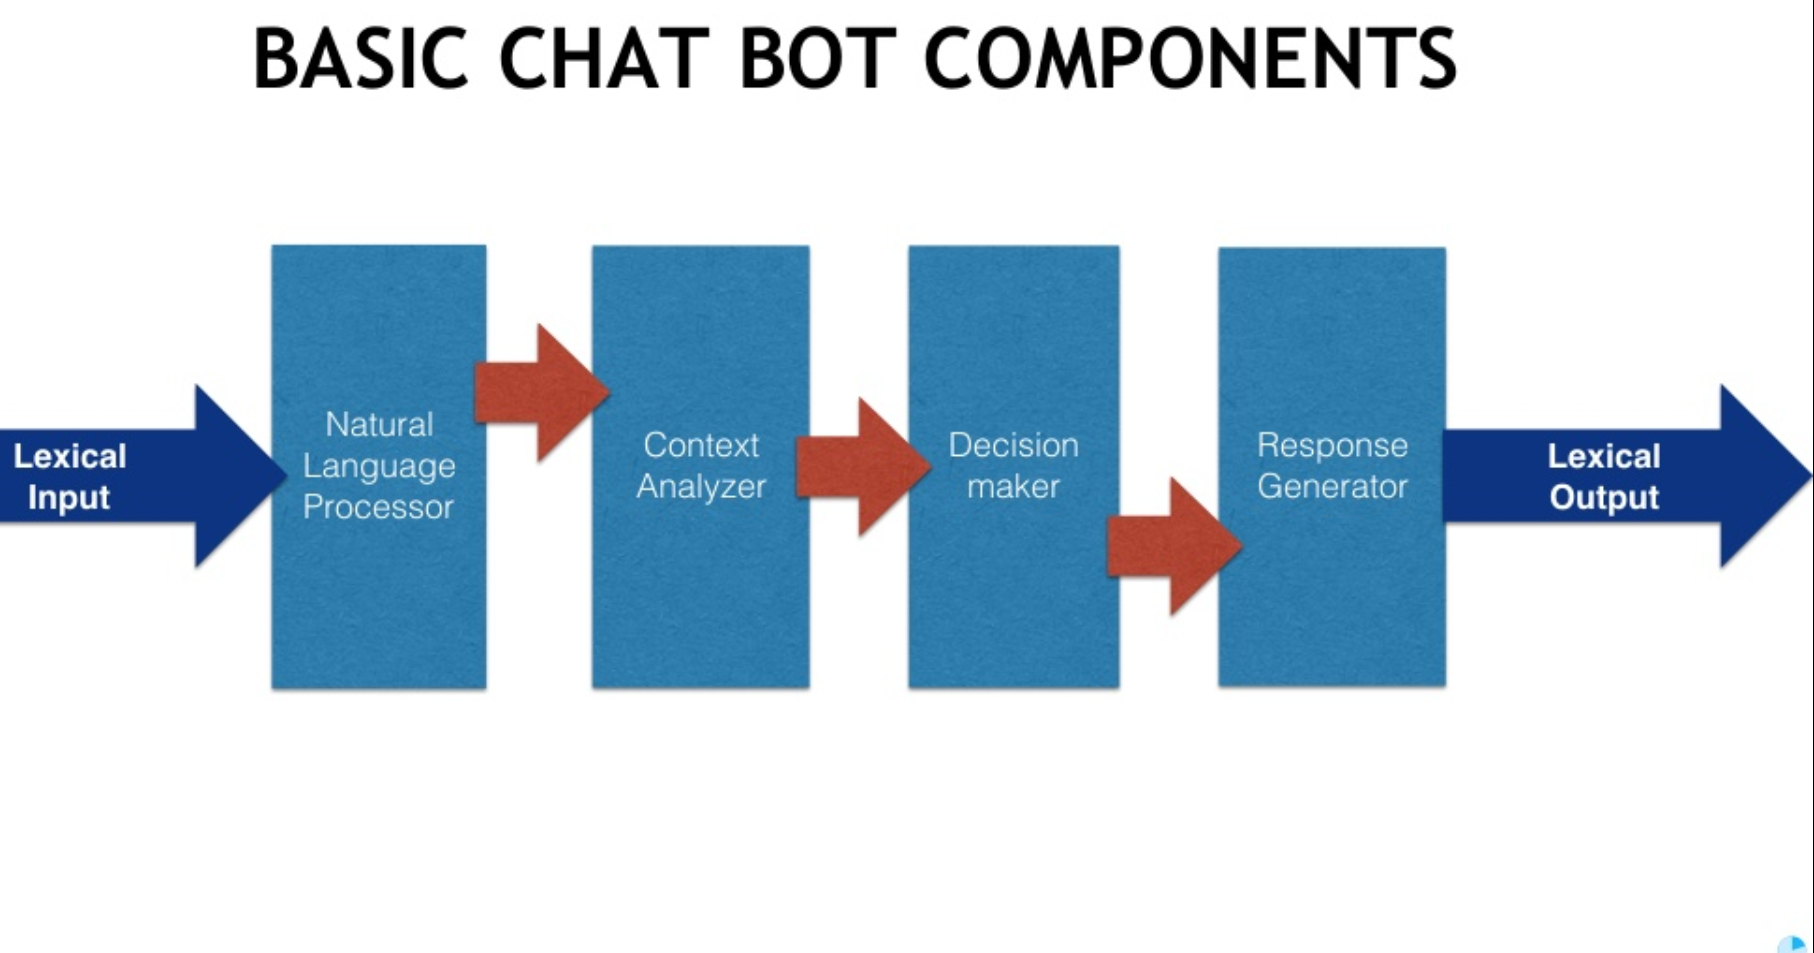 BASIC CHAT BOT COMPONENTS
Lexical
Input
Natural
Language
Processor
Context
Analyzer
Decision
maker
Response
Generator
Lexical
Output